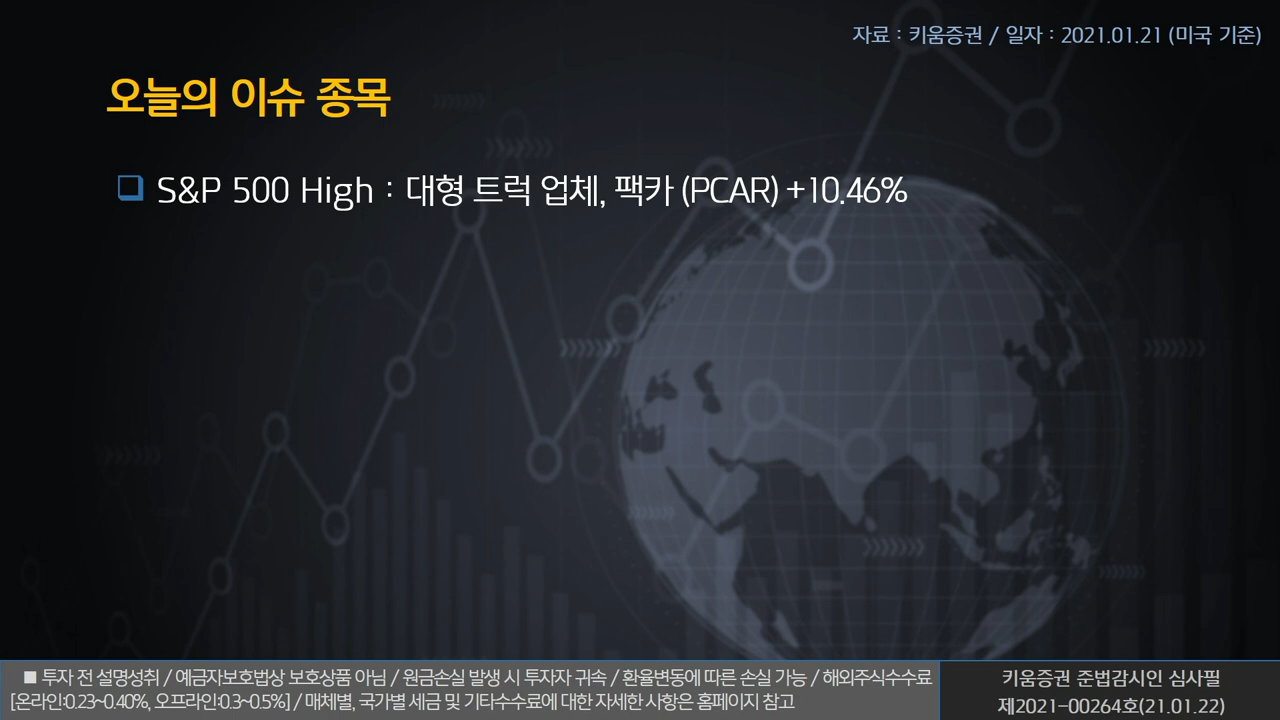 자료 : 키움증권 / 일자 : 2021.01.21 (미국 기준)
오늘의 이슈 종목
❑ S&P 500 High : 대형 트럭 업체, 팩카 (PCAR) +10.46%
■ 투자 전 설명성취 / 예금자보호법상 보호상품 아님 / 원금손실 발생 시 투자자 귀속 / 환율변동에 따른 손실 가능 / 해외주식수수료
[온라인:0.23~0.40%, 오프라인:0.3~0.5%] / 매체별, 국가별 세금 및 기타수수료에 대한 자세한 사항은 홈페이지 참고
키움증권 준법감시인 심사필
제2021-00264호(21.01.22)